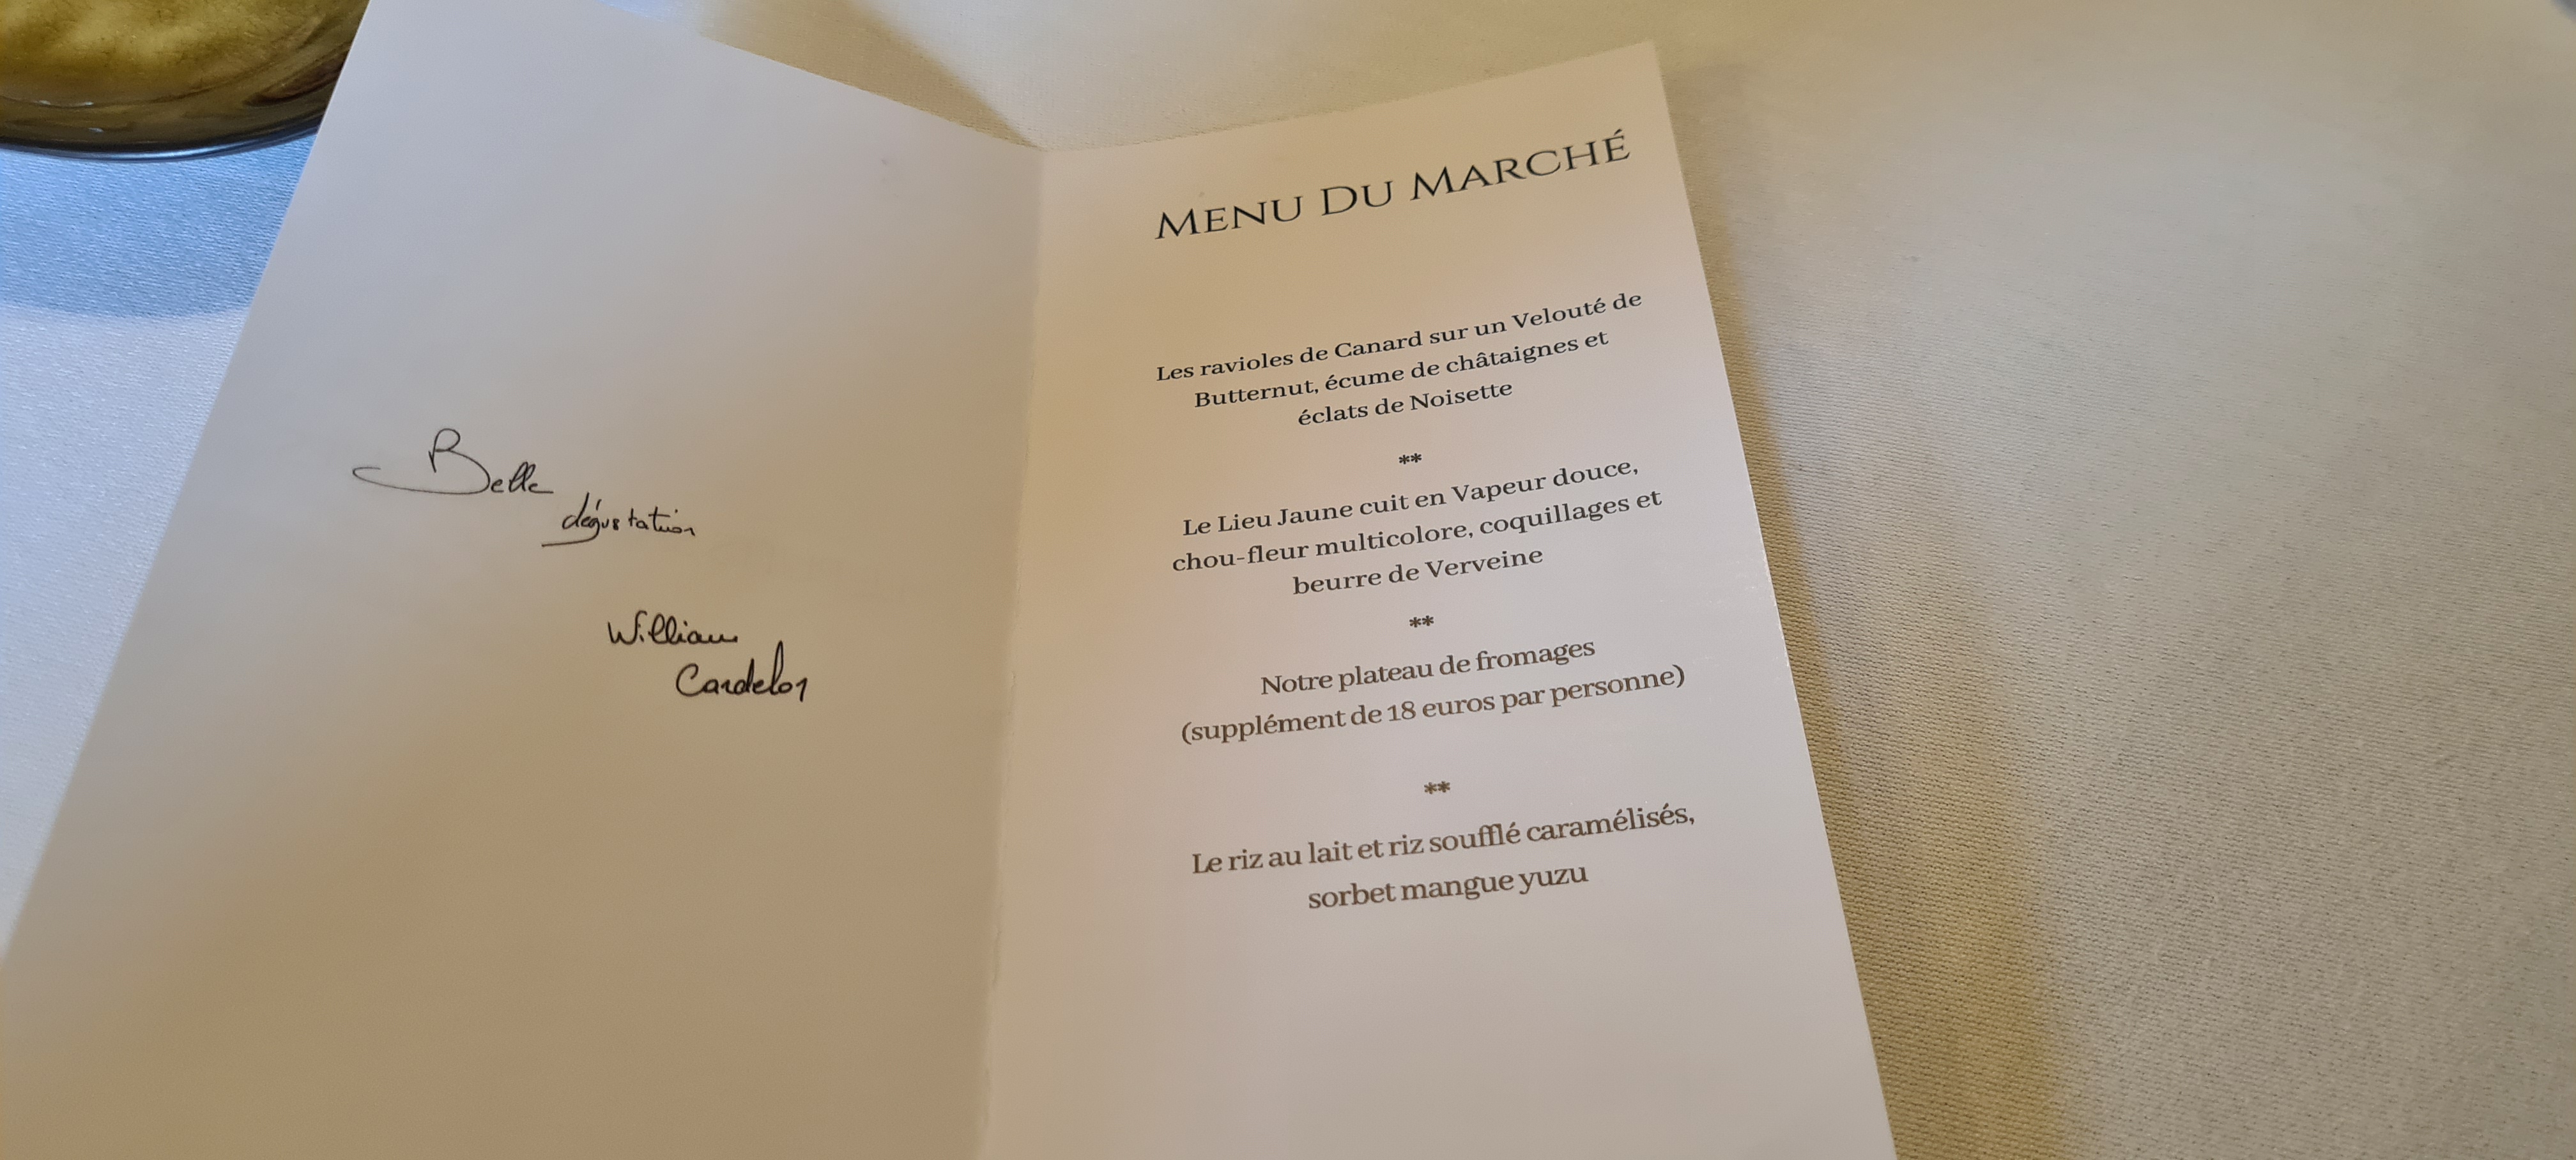 Belle
dégustation
William
Candelon
MENU DU MARCHÉ
Les ravioles de Canard sur un Velouté de
Butternut, écume de châtaignes et
éclats de Noisette
**
Le Lieu Jaune cuit en Vapeur douce,
chou-fleur multicolore, coquillages et
beurre de Verveine
**
Notre plateau de fromages
(supplément de 18 euros par personne)
**
Le riz au lait et riz soufflé caramélisés,
sorbet mangue yuzu